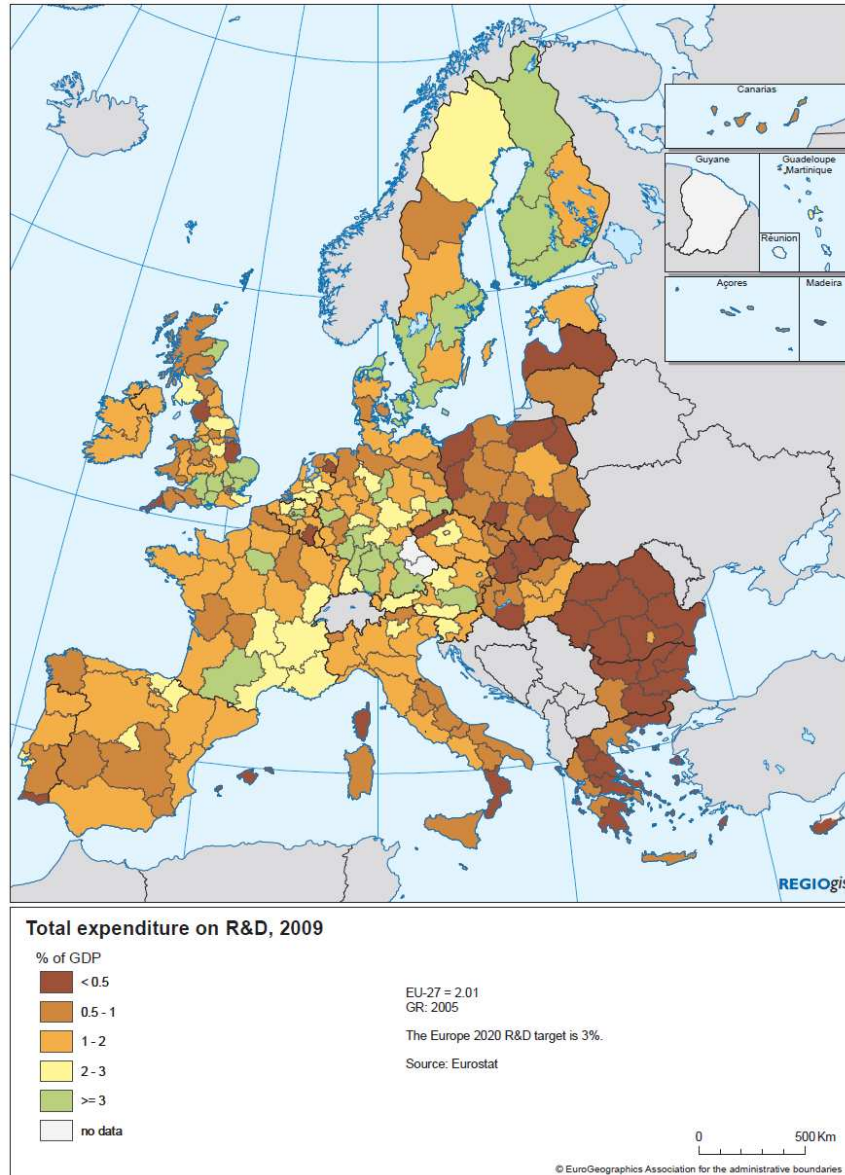 Canarias
Guyane
Guadeloupe
Martinique
Réunion
Açores
Madeira
REGIOgis
Total expenditure on R&D, 2009
% of GDP
< 0.5
0.5 - 1
1 - 2
2 - 3
>= 3
no data
EU-27 = 2.01
GR: 2005
The Europe 2020 R&D target is 3%.
Source: Eurostat
0 500 Km
© EuroGeographics Association for the administrative boundaries